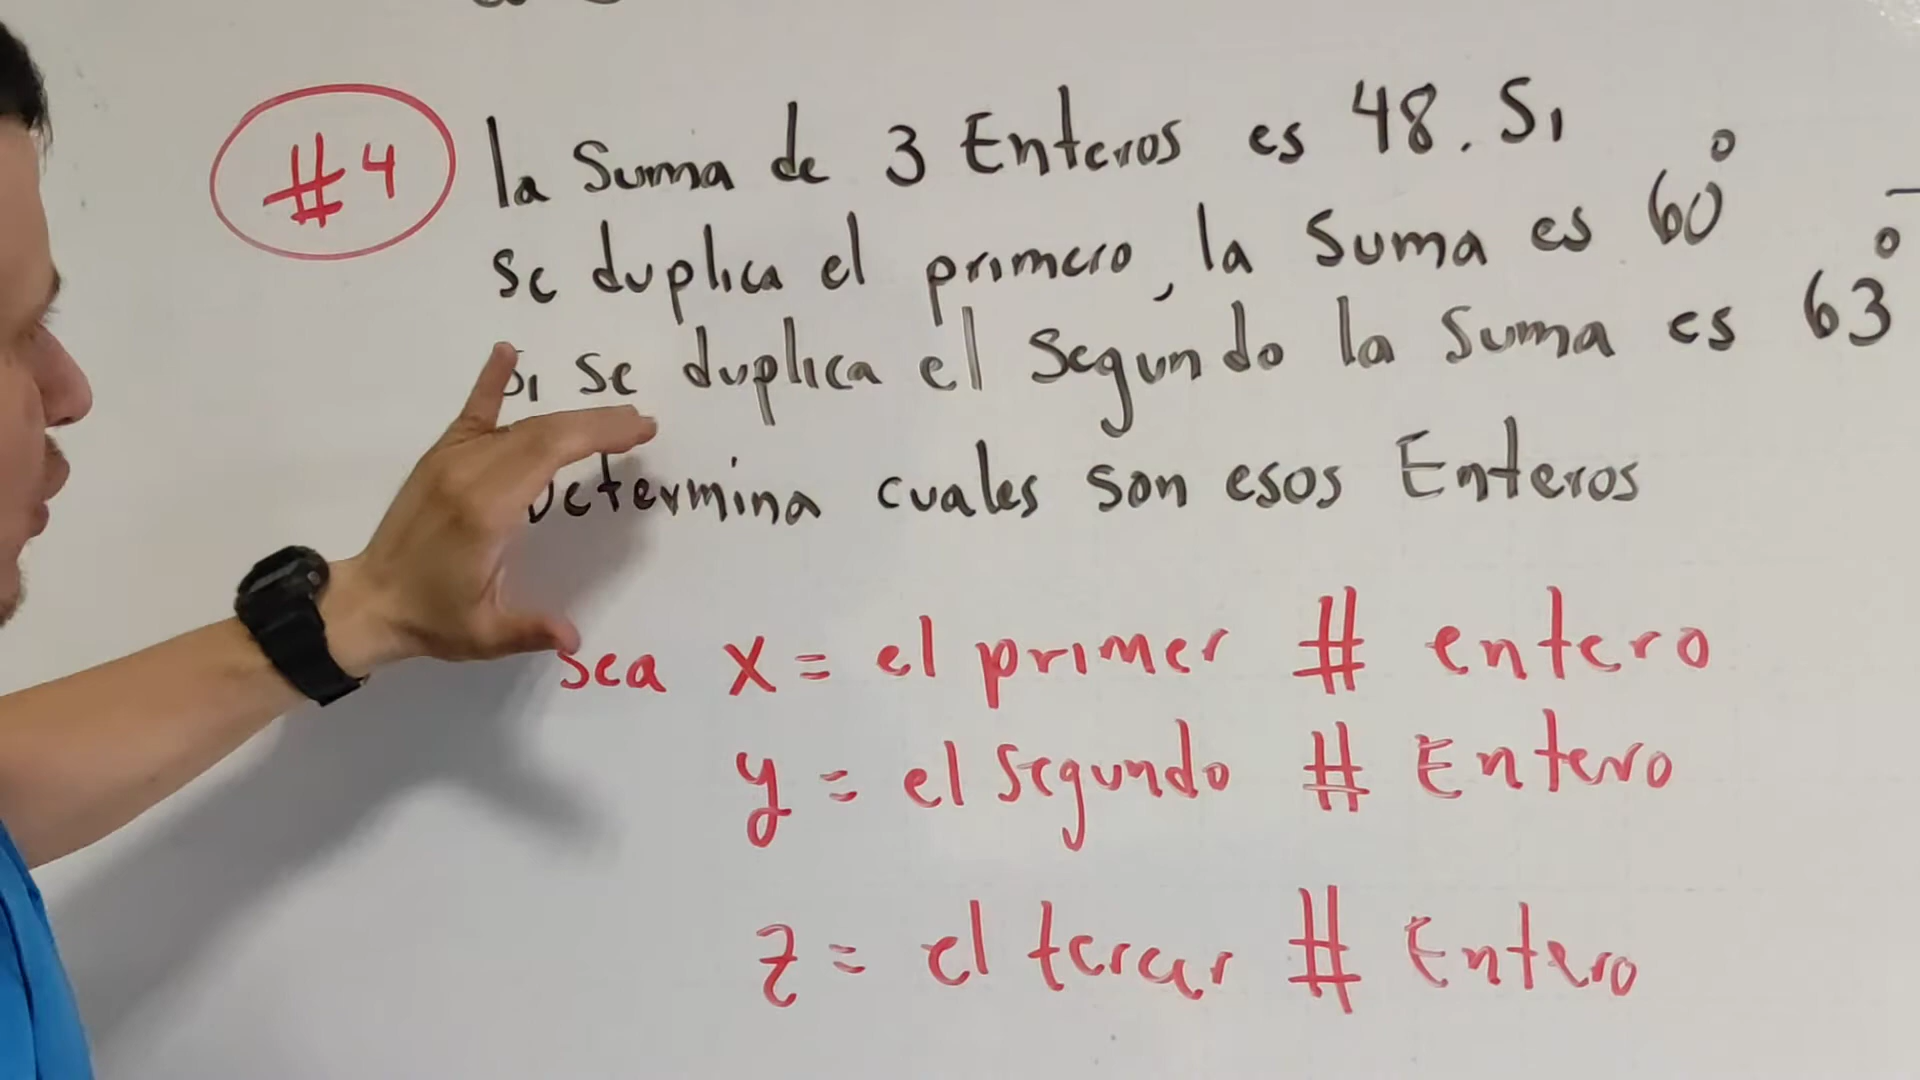 #4
la Suma de 3 Enteros es 48. Si
se duplica el primero, la Suma es 60
Si se duplica el Segundo la Suma es 63
Determina cuales son esos Enteros
Sea x = el primer # entero
y = el Segundo # Entero
z = el tercer # Entero